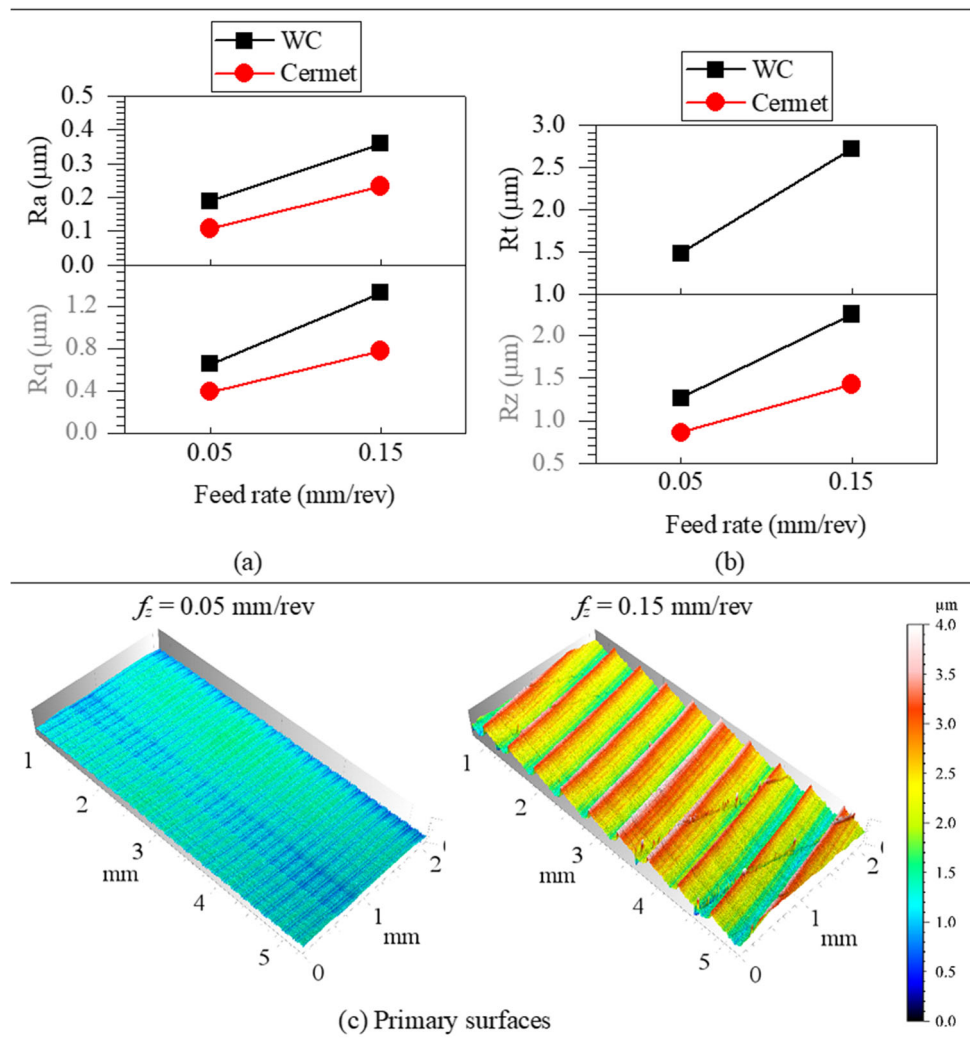 WC
Cermet
0.5
0.4
0.3
0.2
0.1
0.0
Ra (μm)
1.2
0.8
0.4
0.0
Rq (μm)
0.05 0.15
Feed rate (mm/rev)
(a)
WC
Cermet
3.0
2.5
2.0
1.5
1.0
Rt (μm)
2.0
1.5
1.0
0.5
Rz (μm)
0.05 0.15
Feed rate (mm/rev)
(b)
fz = 0.05 mm/rev
1
2
3
4
5
mm
0
1
2
mm
fz = 0.15 mm/rev
1
2
3
4
5
mm
0
1
2
mm
μm
4.0
3.5
3.0
2.5
2.0
1.5
1.0
0.5
0.0
(c) Primary surfaces